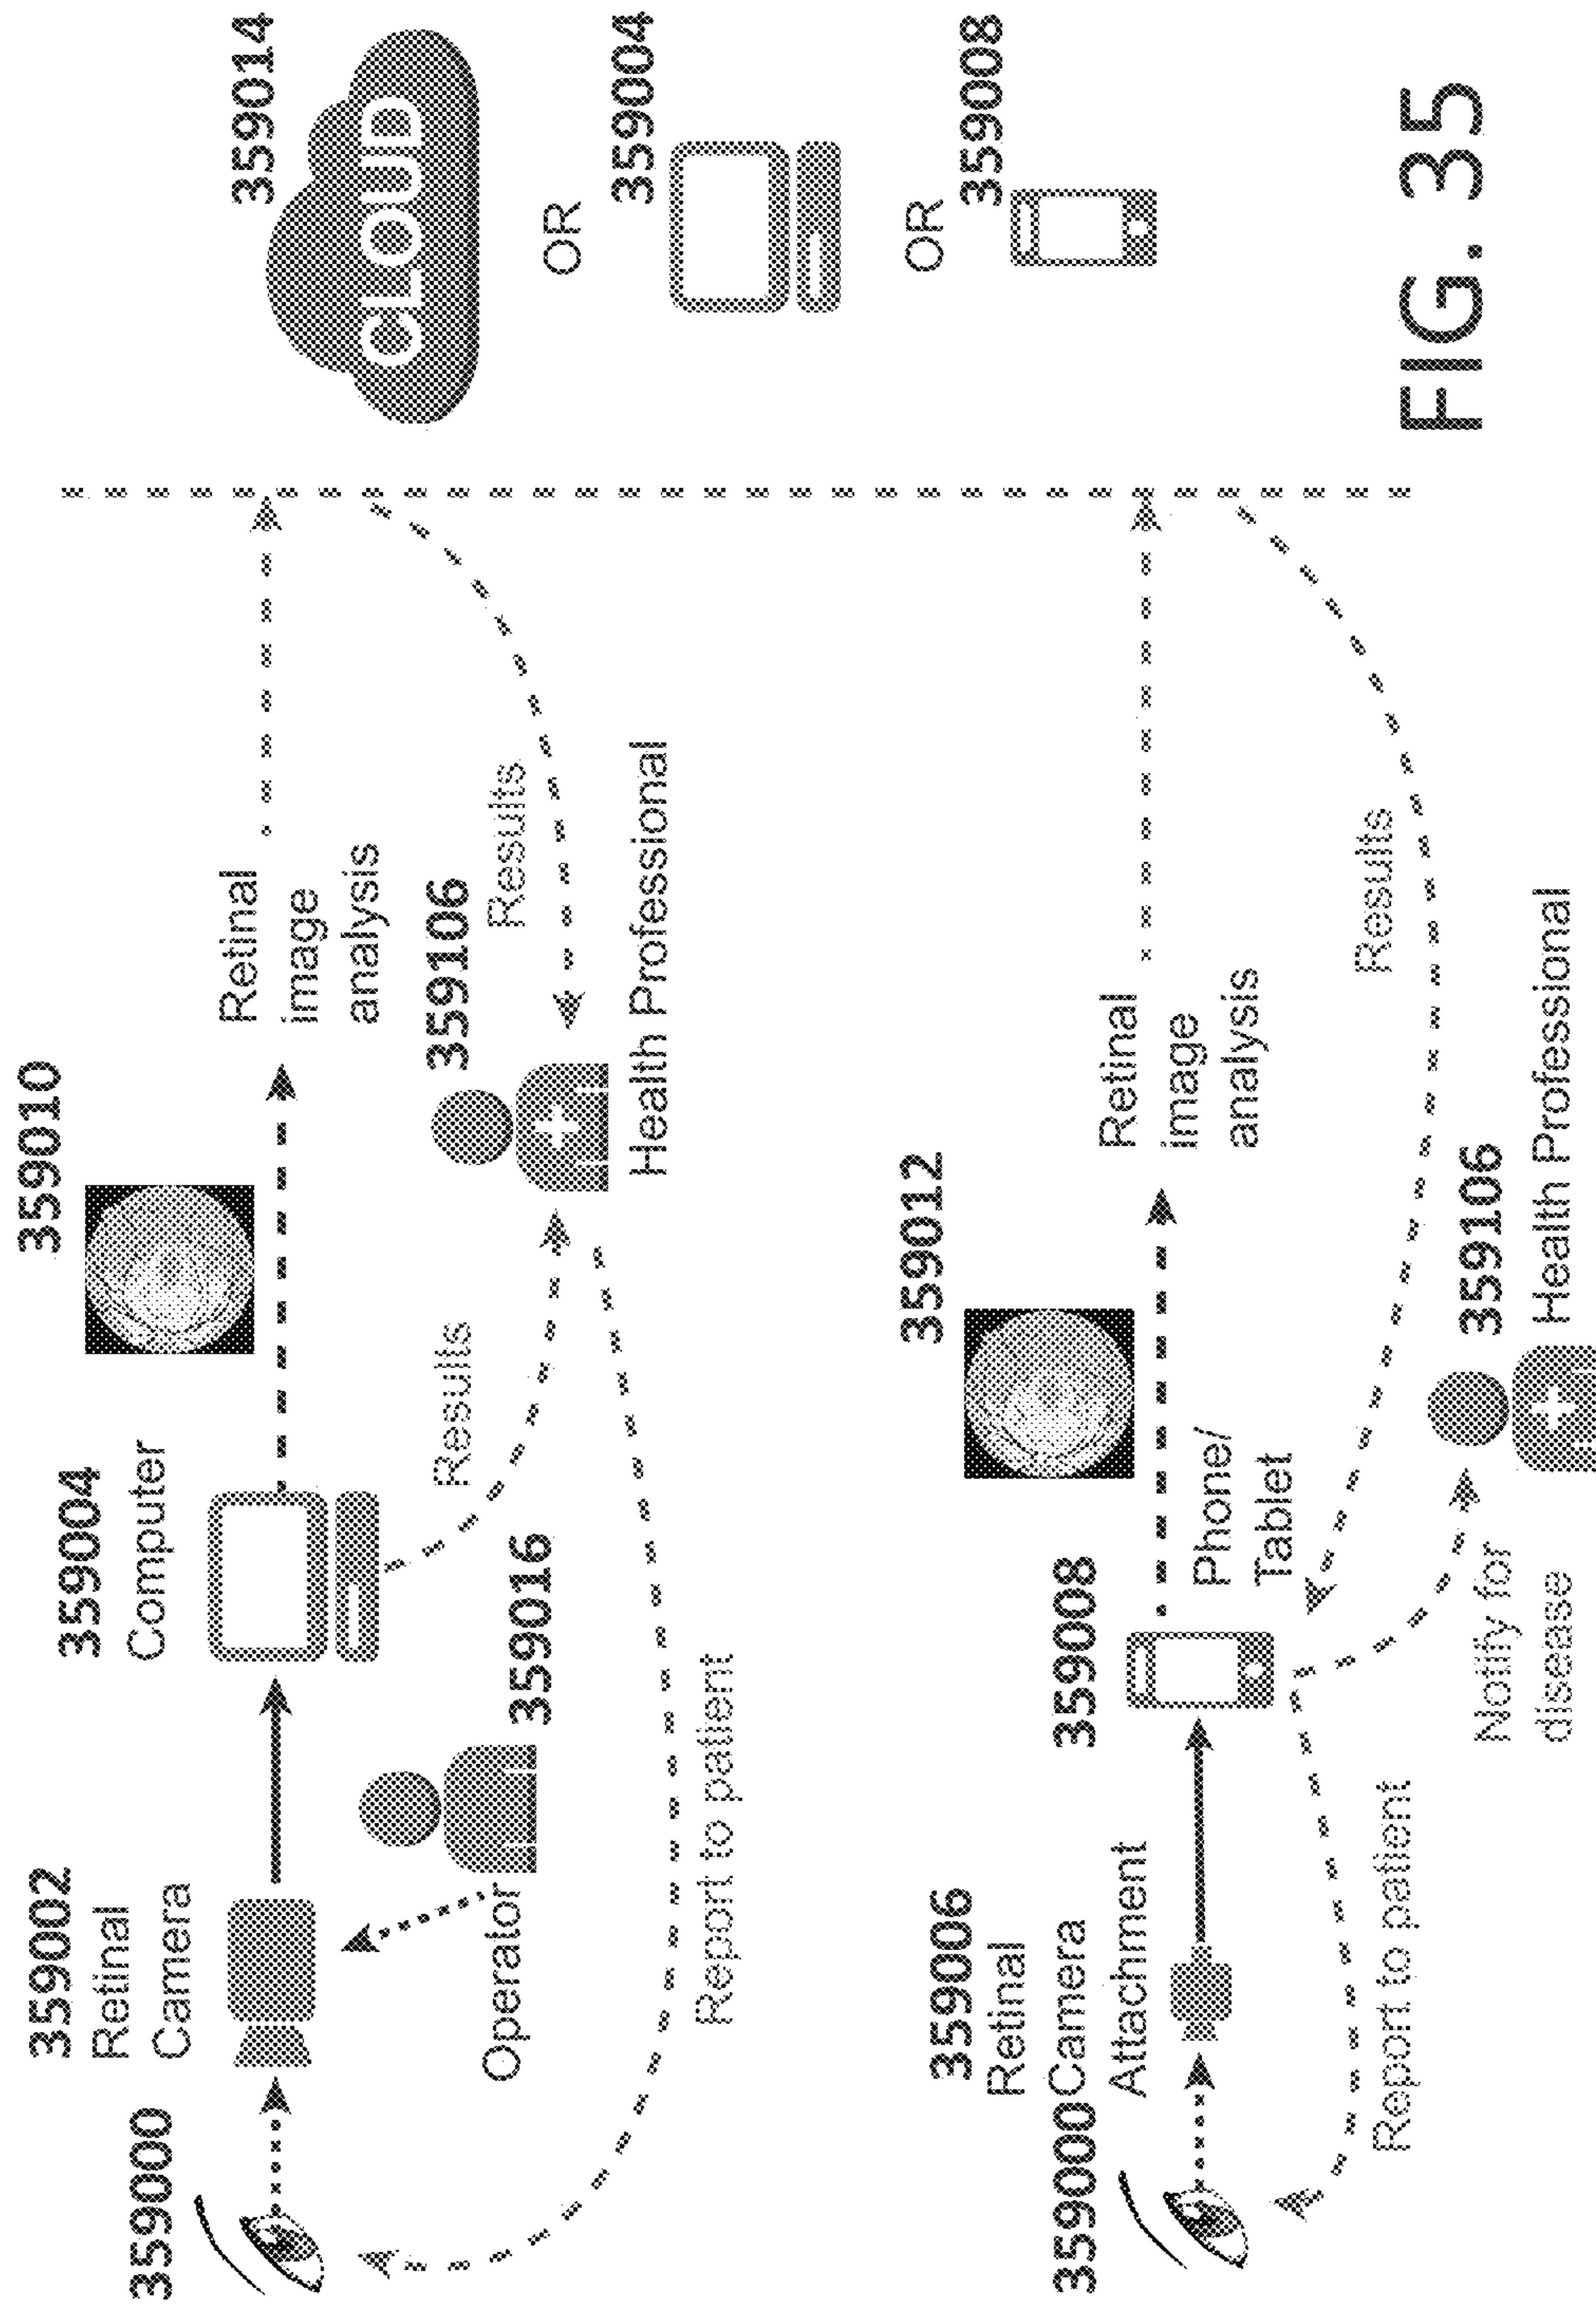 359000
359002
Retinal
Camera
Operator
359016
359004
Computer
Results
359010
Retinal
image
analysis
359106
Results
Health Professional
Report to patient
359014
CLOUD
OR
359004
OR
359008
359000
359006
Retinal
Camera
Attachment
359008
Phone/
Tablet
359012
Retinal
image
analysis
Results
Report to patient
Notify for
disease
359106
Health Professional
FIG. 35